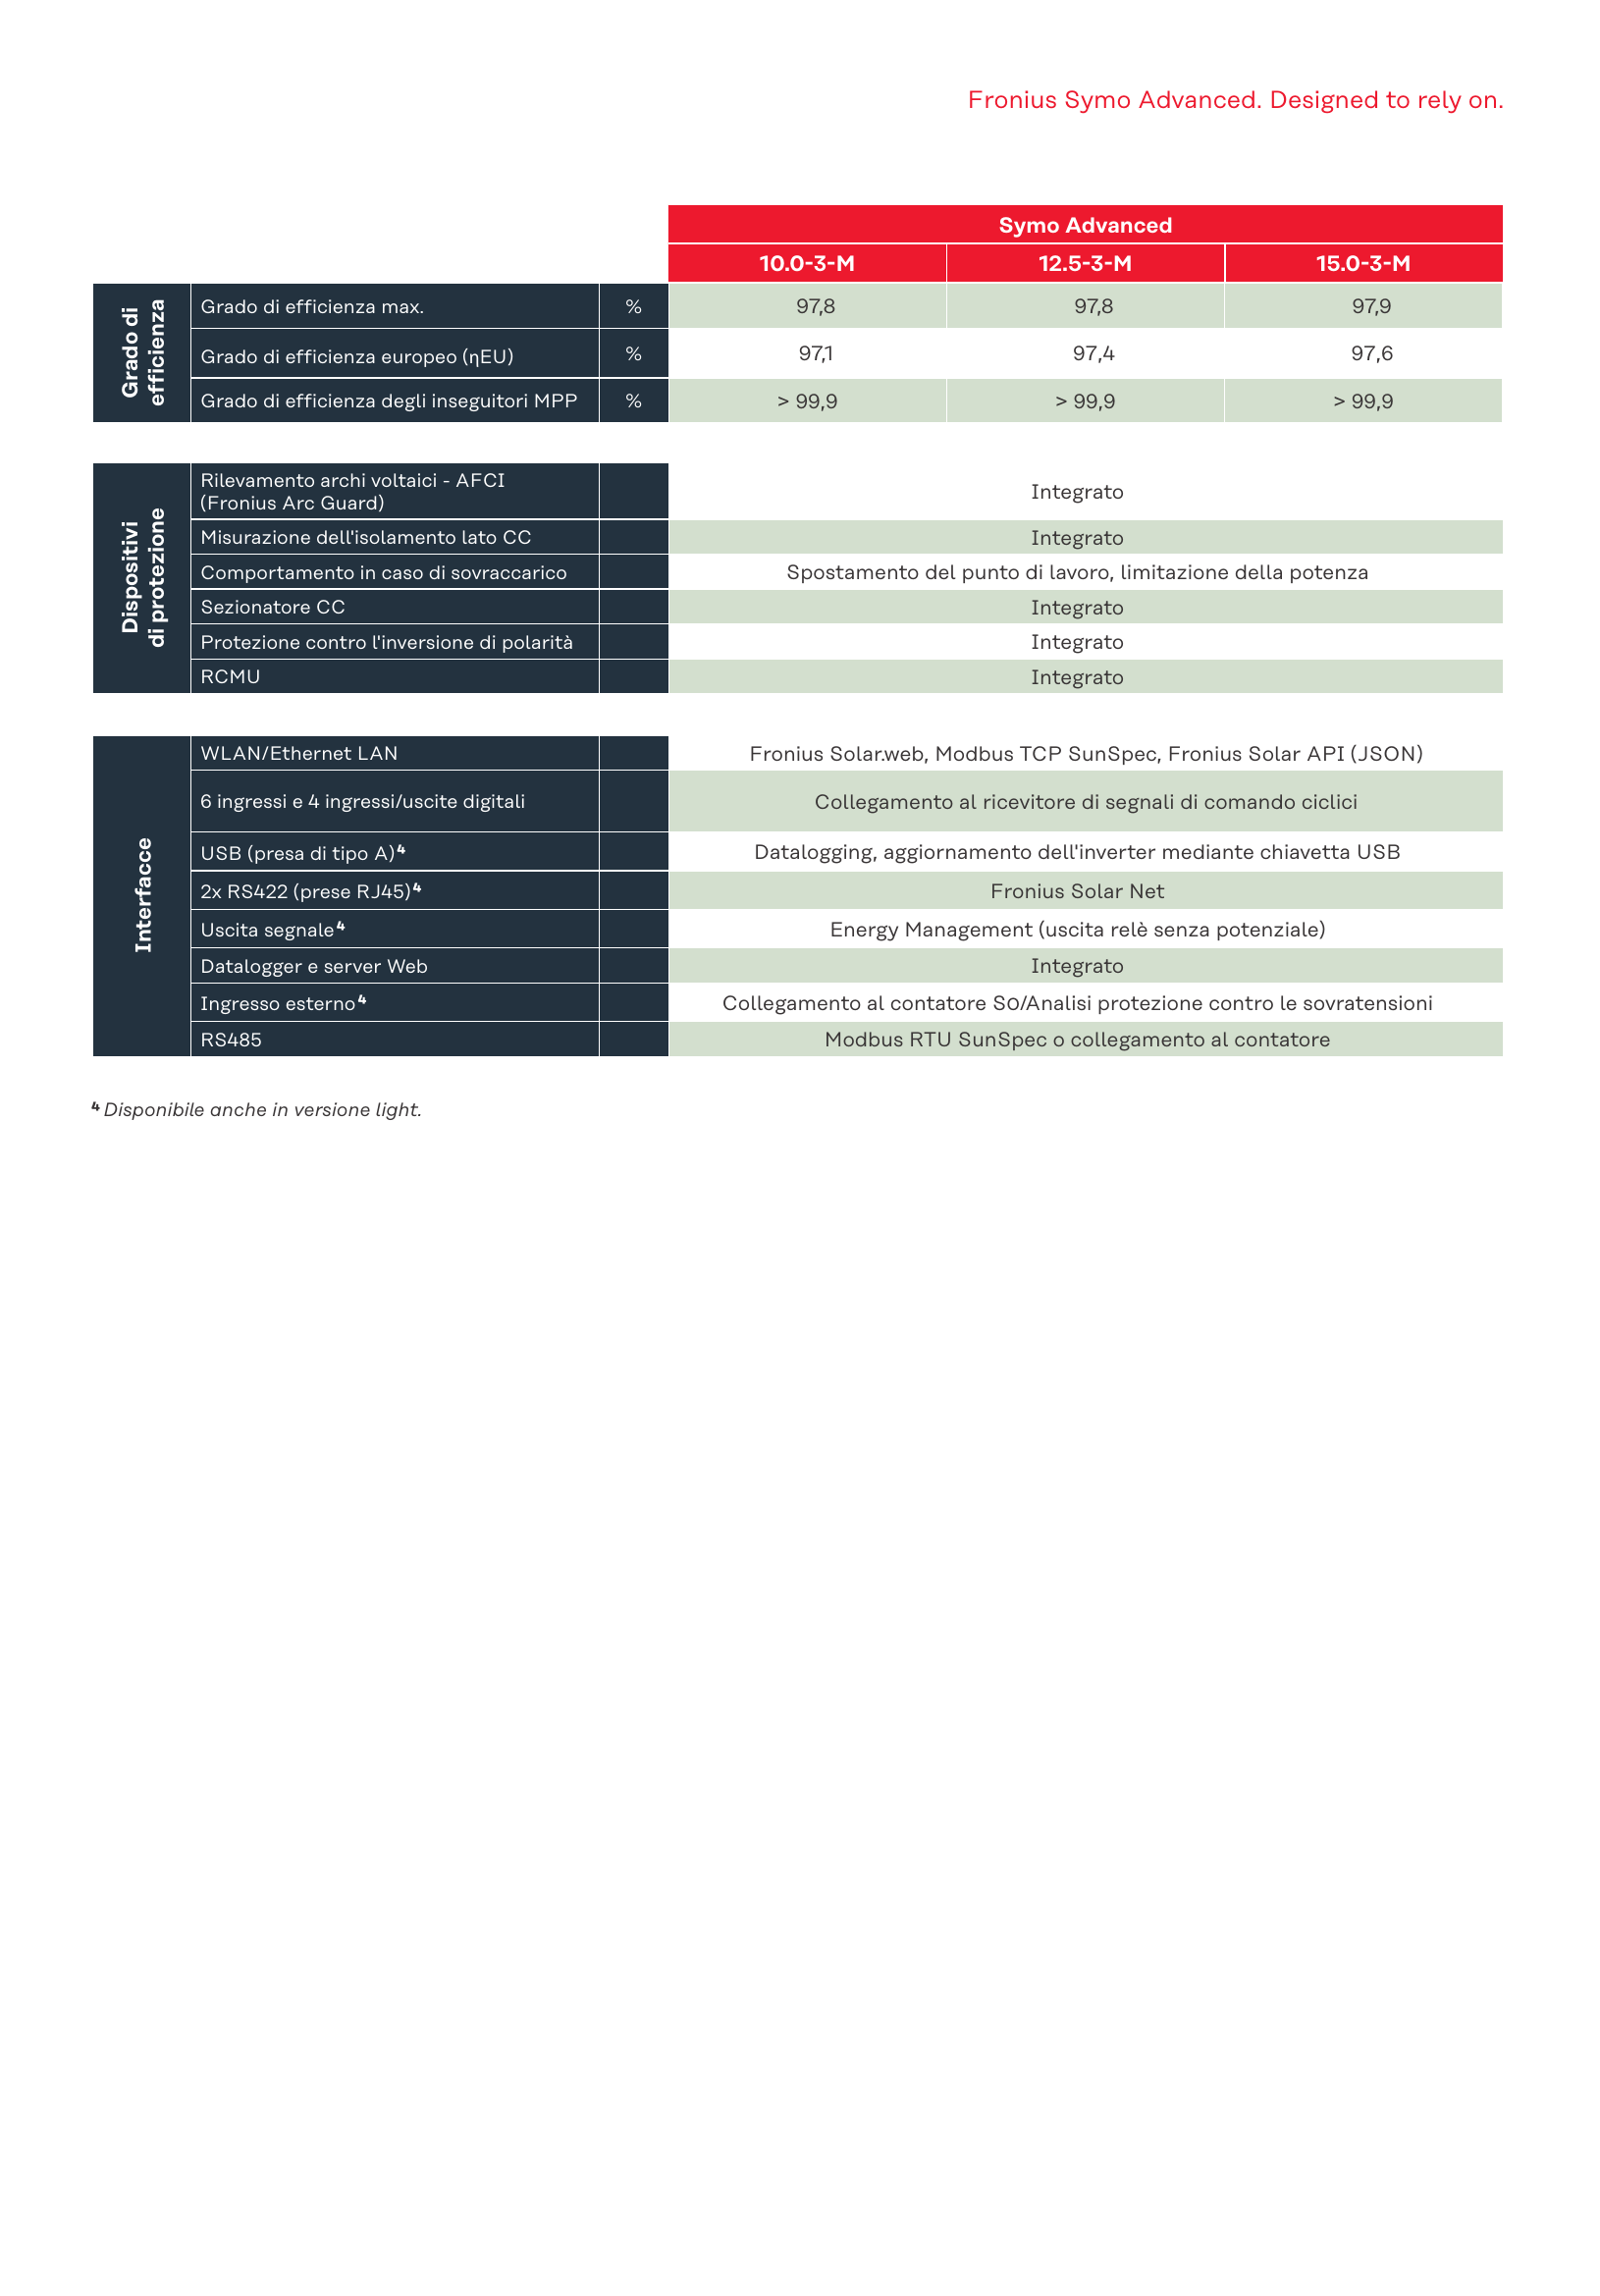 Fronius Symo Advanced. Designed to rely on.
Symo Advanced
10.0-3-M 12.5-3-M 15.0-3-M
Grado di
efficienza
Grado di efficienza max. % 97,8 97,8 97,9
Grado di efficienza europeo (ηEU) % 97,1 97,4 97,6
Grado di efficienza degli inseguitori MPP % > 99,9 > 99,9 > 99,9
Dispositivi
di protezione
Rilevamento archi voltaici - AFCI
(Fronius Arc Guard)
Integrato
Misurazione dell'isolamento lato CC Integrato
Comportamento in caso di sovraccarico Spostamento del punto di lavoro, limitazione della potenza
Sezionatore CC Integrato
Protezione contro l'inversione di polarità Integrato
RCMU Integrato
Interfacce
WLAN/Ethernet LAN Fronius Solar.web, Modbus TCP SunSpec, Fronius Solar API (JSON)
6 ingressi e 4 ingressi/uscite digitali Collegamento al ricevitore di segnali di comando ciclici
USB (presa di tipo A)⁴ Datalogging, aggiornamento dell'inverter mediante chiavetta USB
2x RS422 (prese RJ45)⁴ Fronius Solar Net
Uscita segnale⁴ Energy Management (uscita relè senza potenziale)
Datalogger e server Web Integrato
Ingresso esterno⁴ Collegamento al contatore S0/Analisi protezione contro le sovratensioni
RS485 Modbus RTU SunSpec o collegamento al contatore
⁴ Disponibile anche in versione light.